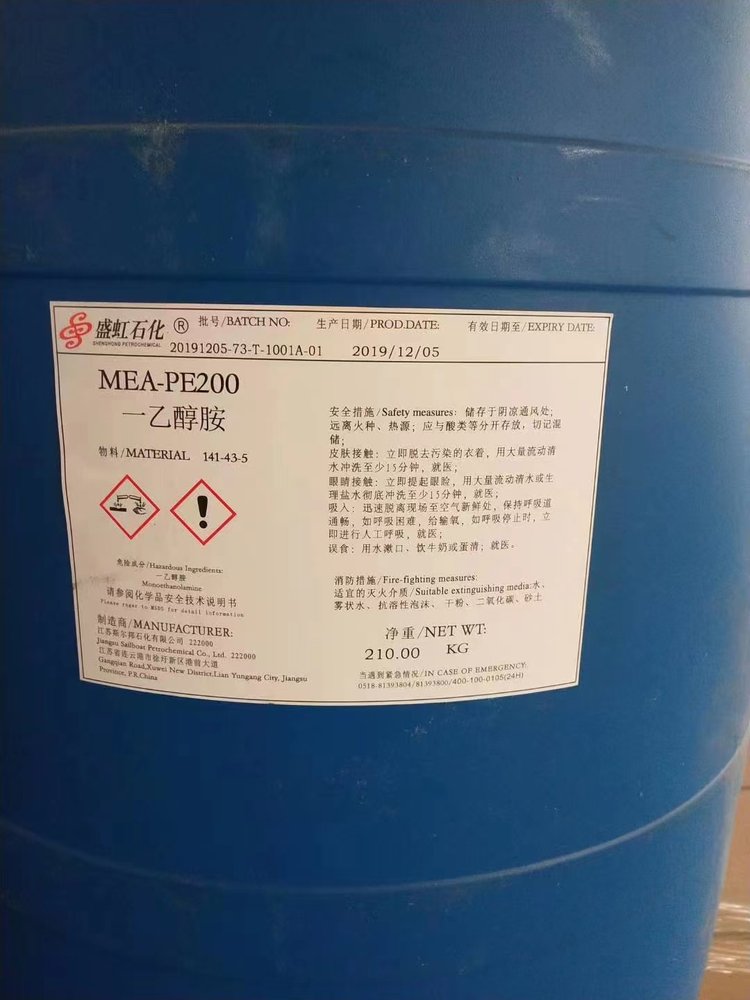 盛虹石化 ®
SHENGHONG PETROCHEMICAL
批号/BATCH NO:
生产日期/PROD.DATE:
有效日期至/EXPIRY DATE:
20191205-73-T-1001A-01
2019/12/05
MEA-PE200
一乙醇胺
物料/MATERIAL 141-43-5
危险成分/Hazardous Ingredients:
一乙醇胺
Monoethanolamine
请参阅化学品安全技术说明书
Please reger to MSDS for detail information
制造商/MANUFACTURER:
江苏斯尔邦石化有限公司 222000
Jiangsu Sailboat Petrochemical Co., Ltd. 222000
江苏省连云港市徐圩新区港前大道
Gangqian Road,Xuwei New District,Lian Yungang City, Jiangsu
Province, P.R.China
安全措施/Safety measures: 储存于阴凉通风处;
远离火种、热源; 应与酸类等分开存放, 切记混
储;
皮肤接触: 立即脱去污染的衣着, 用大量流动清
水冲洗至少15分钟, 就医;
眼睛接触: 立即提起眼睑, 用大量流动清水或生
理盐水彻底冲洗至少15分钟, 就医;
吸入: 迅速脱离现场至空气新鲜处, 保持呼吸道
通畅, 如呼吸困难, 给输氧, 如呼吸停止时, 立
即进行人工呼吸, 就医;
误食: 用水漱口、饮牛奶或蛋清; 就医。
消防措施/Fire-fighting measures:
适宜的灭火介质/Suitable extinguishing media:水、
雾状水、抗溶性泡沫、 干粉、二氧化碳、砂土
净重/NET WT:
210.00 KG
当遇到紧急情况/IN CASE OF EMERGENCY:
0518-81393804/81393800/400-100-0105(24H)